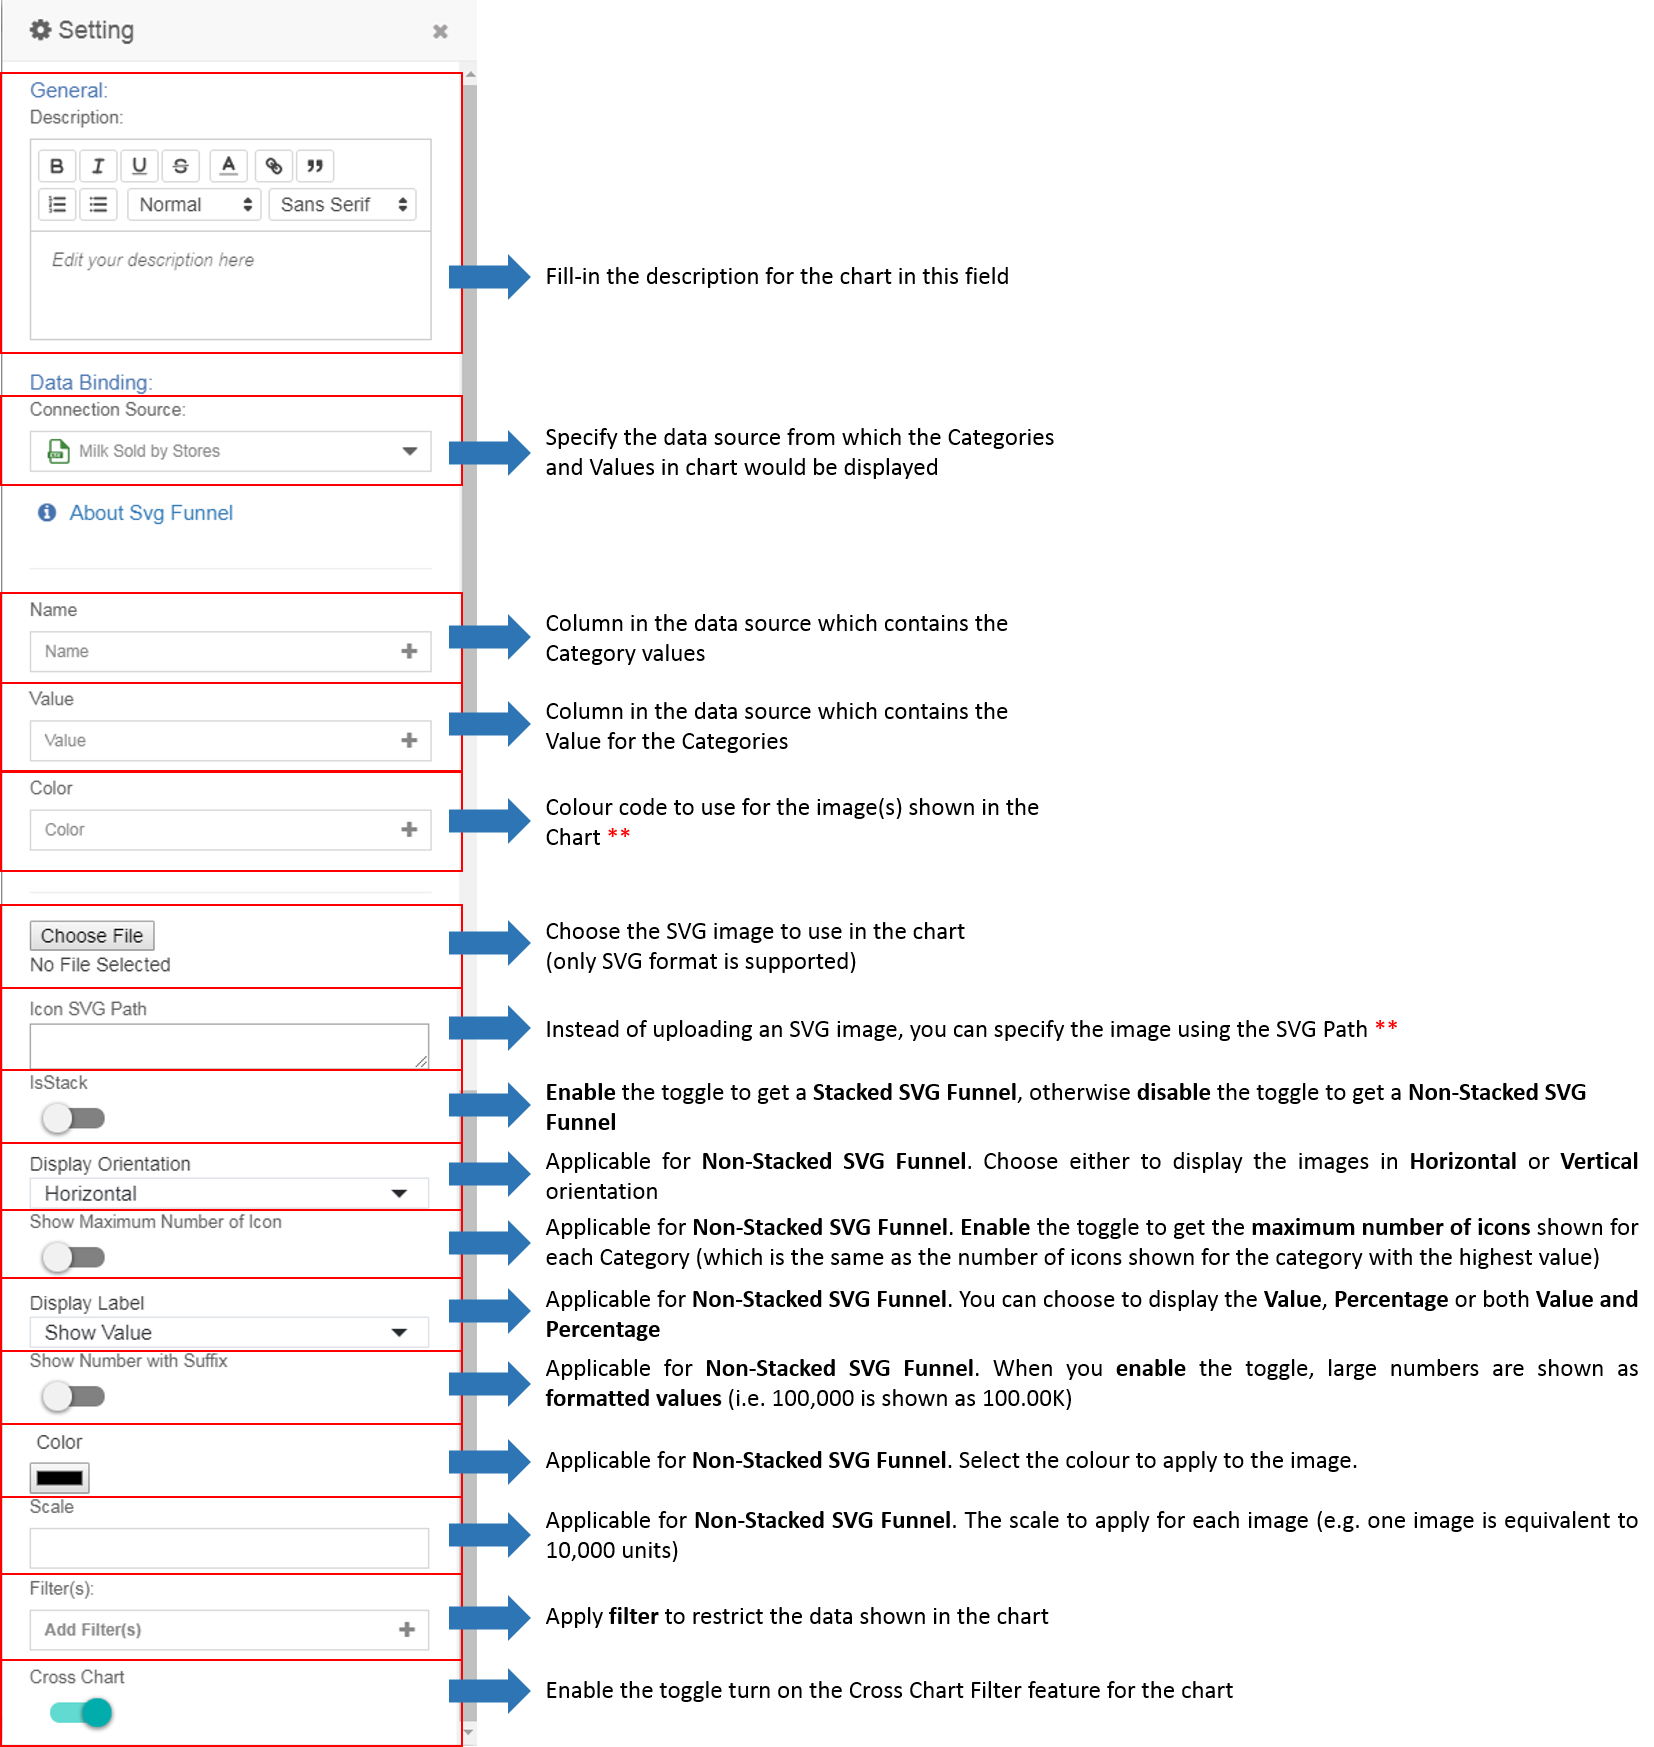 Setting
General:
Description:
B I U S A
Normal Sans Serif
Edit your description here
Fill-in the description for the chart in this field
Data Binding:
Connection Source:
Milk Sold by Stores
Specify the data source from which the Categories
and Values in chart would be displayed
About Svg Funnel
Name
Name
Column in the data source which contains the
Category values
Value
Value
Column in the data source which contains the
Value for the Categories
Color
Color
Colour code to use for the image(s) shown in the
Chart **
Choose File
No File Selected
Choose the SVG image to use in the chart
(only SVG format is supported)
Icon SVG Path
Instead of uploading an SVG image, you can specify the image using the SVG Path **
IsStack
Enable the toggle to get a Stacked SVG Funnel, otherwise disable the toggle to get a Non-Stacked SVG
Funnel
Display Orientation
Horizontal
Applicable for Non-Stacked SVG Funnel. Choose either to display the images in Horizontal or Vertical
orientation
Show Maximum Number of Icon
Applicable for Non-Stacked SVG Funnel. Enable the toggle to get the maximum number of icons shown for
each Category (which is the same as the number of icons shown for the category with the highest value)
Display Label
Show Value
Applicable for Non-Stacked SVG Funnel. You can choose to display the Value, Percentage or both Value and
Percentage
Show Number with Suffix
Applicable for Non-Stacked SVG Funnel. When you enable the toggle, large numbers are shown as
formatted values (i.e. 100,000 is shown as 100.00K)
Color
Applicable for Non-Stacked SVG Funnel. Select the colour to apply to the image.
Scale
Applicable for Non-Stacked SVG Funnel. The scale to apply for each image (e.g. one image is equivalent to
10,000 units)
Filter(s):
Add Filter(s)
Apply filter to restrict the data shown in the chart
Cross Chart
Enable the toggle turn on the Cross Chart Filter feature for the chart